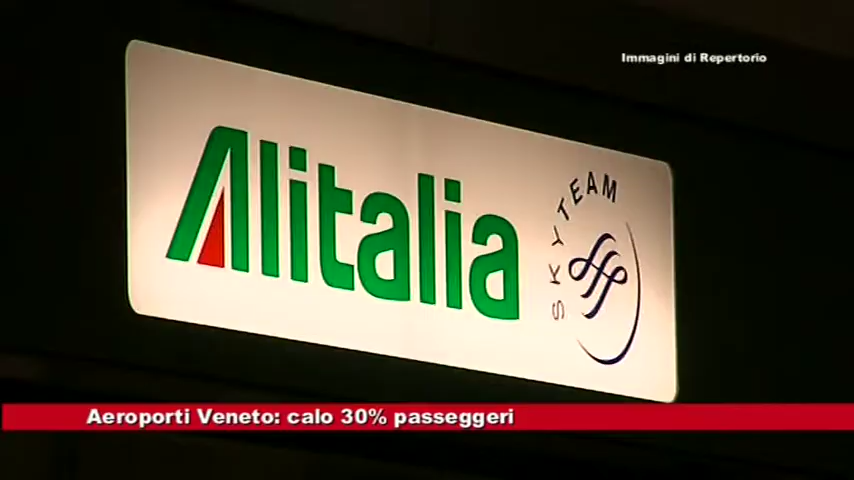 Immagini di Repertorio
Alitalia
SKYTEAM
Aeroporti Veneto: calo 30% passeggeri